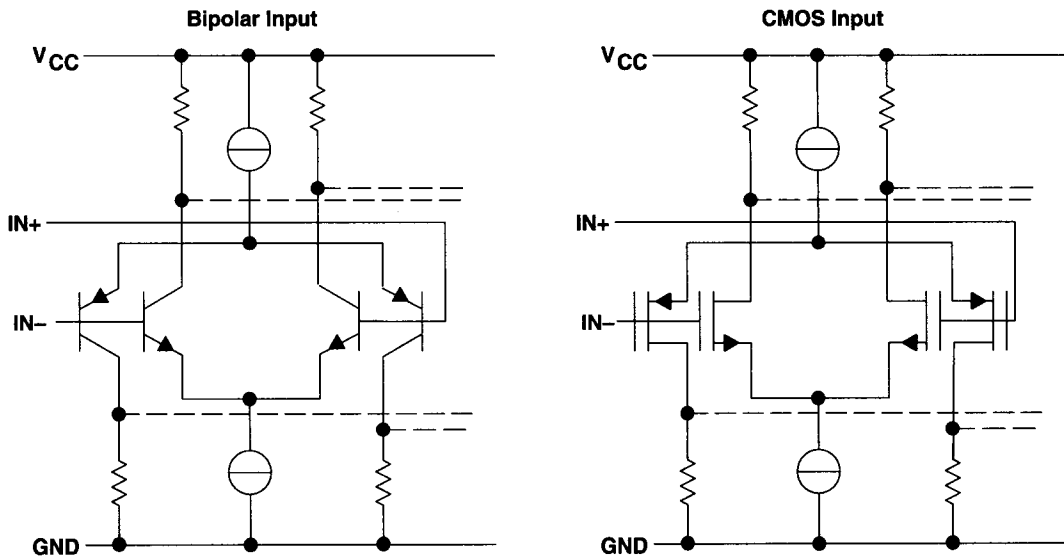 Bipolar Input
CMOS Input
VCC
IN+
IN–
GND
VCC
IN+
IN–
GND